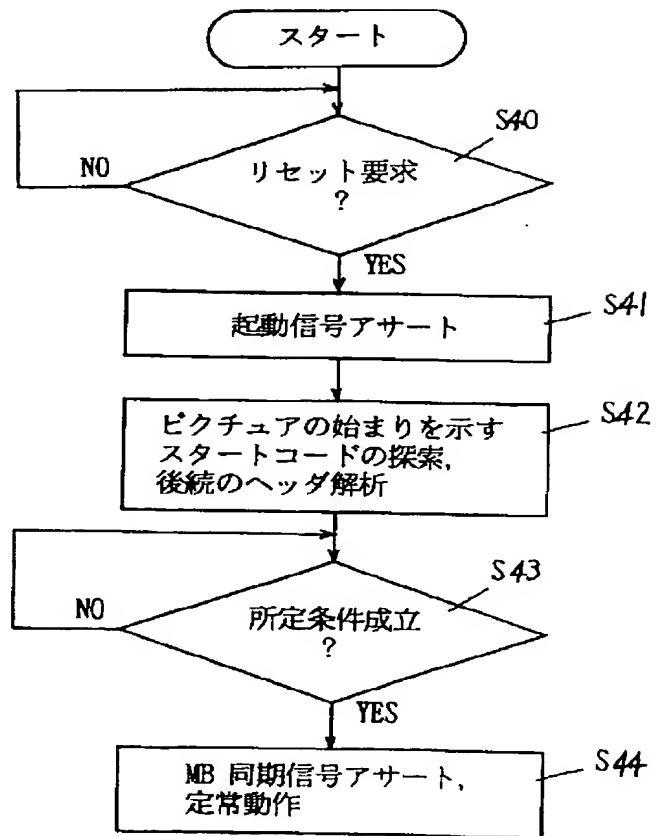 スタート
S40
リセット要求
?
NO
YES
S41
起動信号アサート
S42
ピクチュアの始まりを示す
スタートコードの探索,
後続のヘッダ解析
S43
所定条件成立
?
NO
YES
S44
MB 同期信号アサート,
定常動作